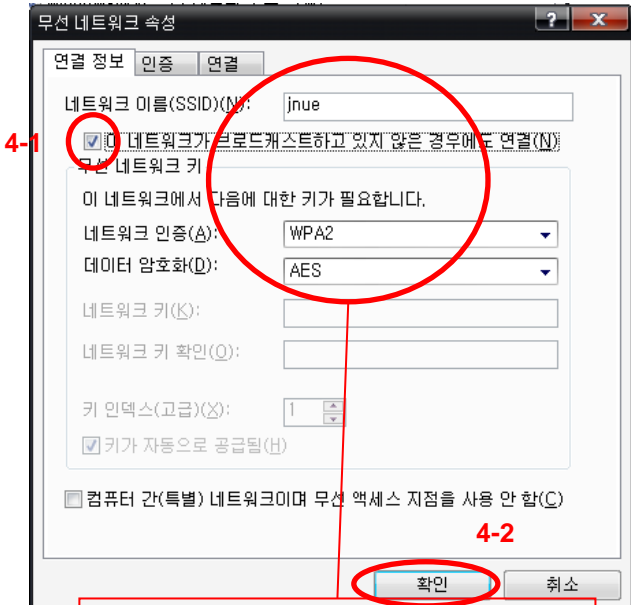 무선 네트워크 속성
연결 정보 인증 연결
네트워크 이름(SSID)(N): jnue
4-1
이 네트워크가 브로드캐스트하고 있지 않은 경우에도 연결(N)
무선 네트워크 키
이 네트워크에서 다음에 대한 키가 필요합니다.
네트워크 인증(A): WPA2
데이터 암호화(D): AES
네트워크 키(K):
네트워크 키 확인(O):
키 인덱스(고급)(X): 1
키가 자동으로 공급됨(H)
컴퓨터 간(특별) 네트워크이며 무선 액세스 지점을 사용 안 함(C)
4-2
확인 취소